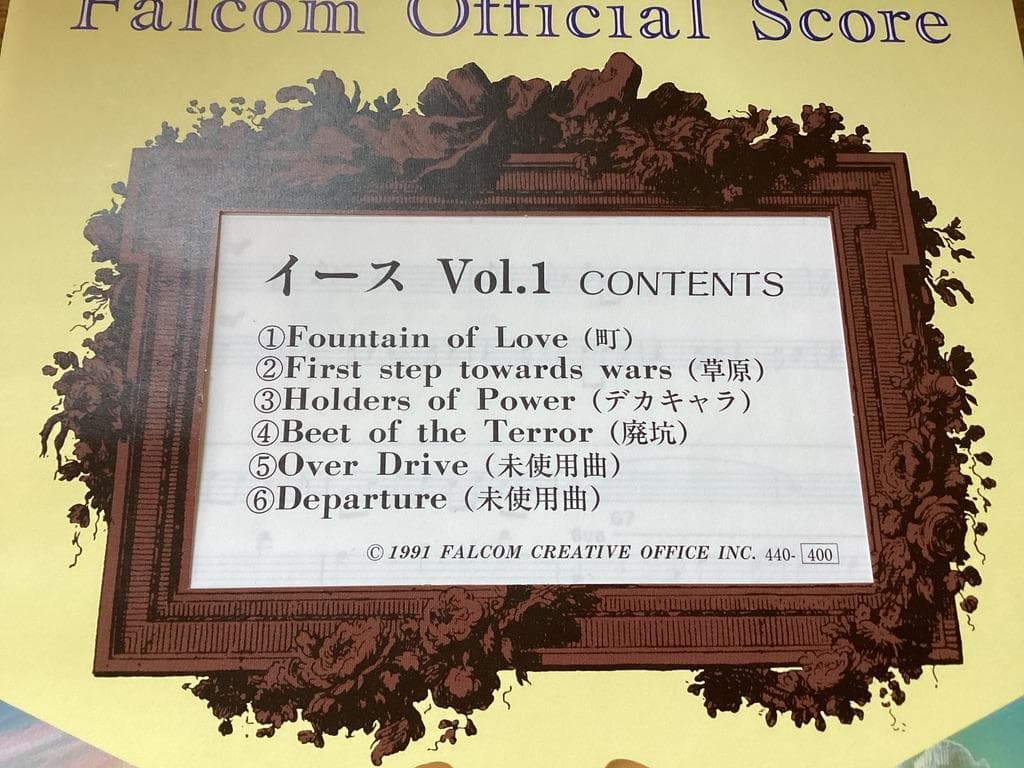 Falcom Official Score
イース Vol.1 CONTENTS
①Fountain of Love (町)
②First step towards wars (草原)
③Holders of Power (デカキャラ)
④Beet of the Terror (廃坑)
⑤Over Drive (未使用曲)
⑥Departure (未使用曲)
© 1991 FALCOM CREATIVE OFFICE INC. 440-400